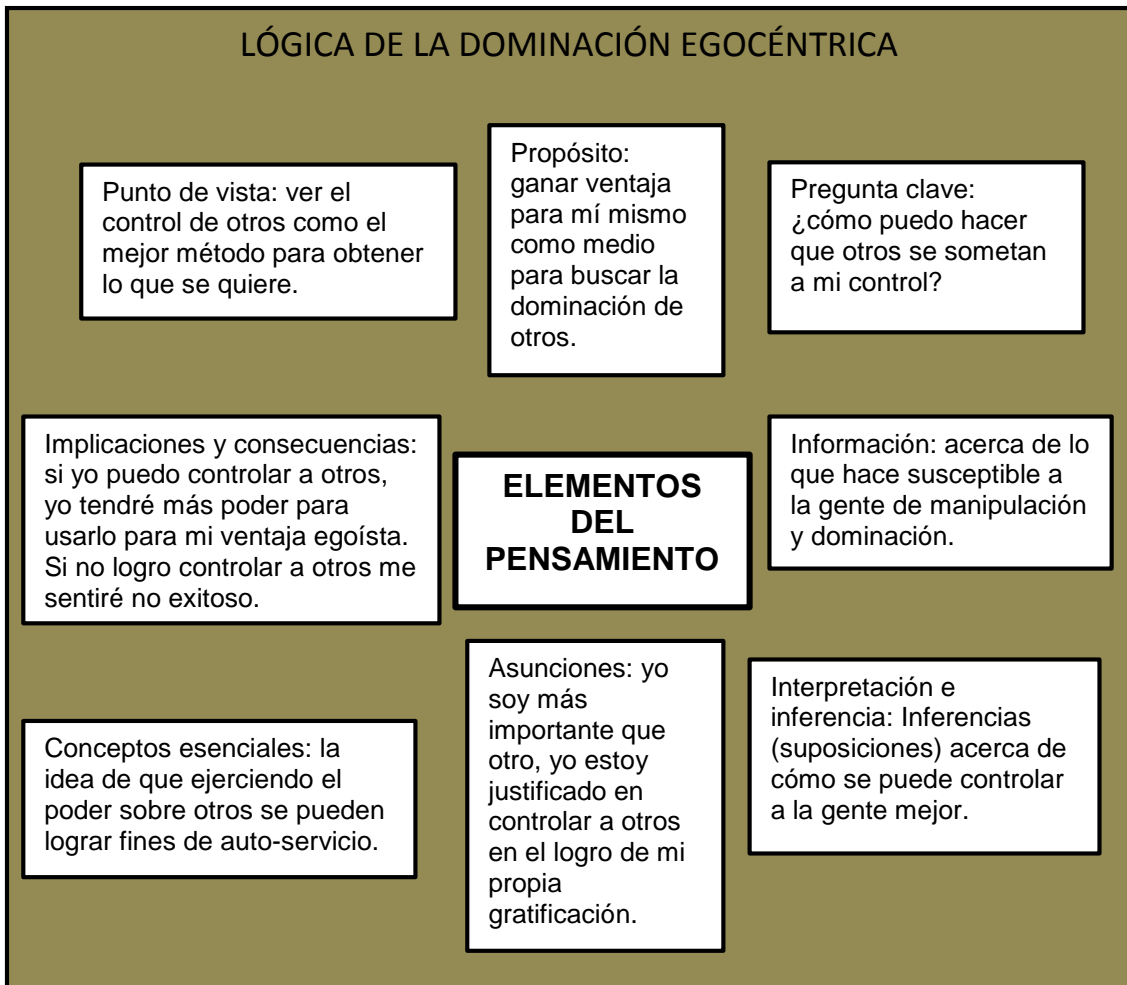 LÓGICA DE LA DOMINACIÓN EGOCÉNTRICA
Punto de vista: ver el
control de otros como el
mejor método para obtener
lo que se quiere.
Propósito:
ganar ventaja
para mí mismo
como medio
para buscar la
dominación de
otros.
Pregunta clave:
¿cómo puedo hacer
que otros se sometan
a mi control?
Implicaciones y consecuencias:
si yo puedo controlar a otros,
yo tendré más poder para
usarlo para mi ventaja egoísta.
Si no logro controlar a otros me
sentiré no exitoso.
ELEMENTOS
DEL
PENSAMIENTO
Información: acerca de lo
que hace susceptible a
la gente de manipulación
y dominación.
Conceptos esenciales: la
idea de que ejerciendo el
poder sobre otros se pueden
lograr fines de auto-servicio.
Asunciones: yo
soy más
importante que
otro, yo estoy
justificado en
controlar a otros
en el logro de mi
propia
gratificación.
Interpretación e
inferencia: Inferencias
(suposiciones) acerca de
cómo se puede controlar
a la gente mejor.